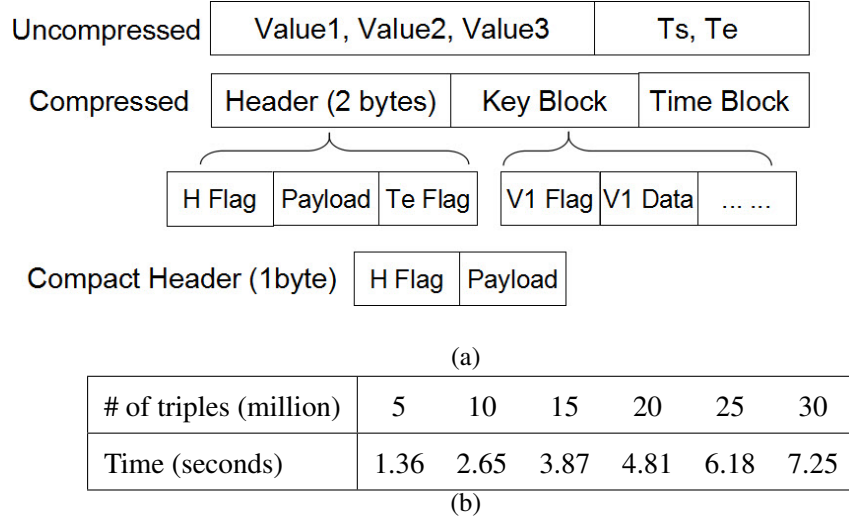 Uncompressed Value1, Value2, Value3 Ts, Te
Compressed Header (2 bytes) Key Block Time Block
H Flag Payload Te Flag V1 Flag V1 Data ... ...
Compact Header (1byte) H Flag Payload
(a)
# of triples (million) 5 10 15 20 25 30
Time (seconds) 1.36 2.65 3.87 4.81 6.18 7.25
(b)